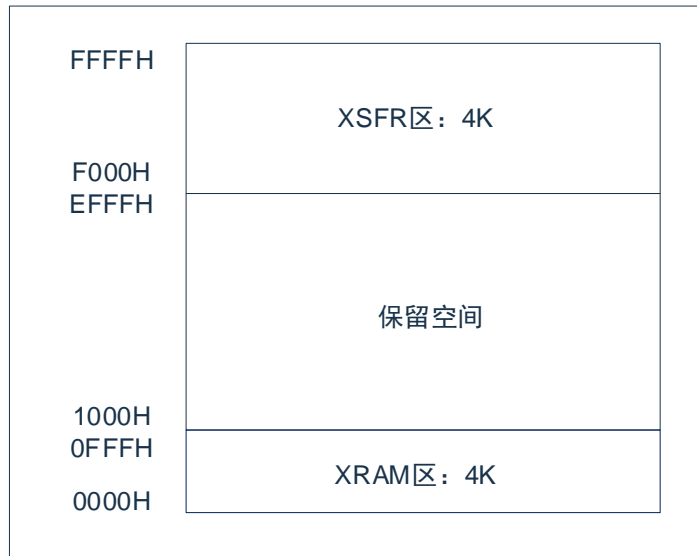 FFFFH
XSFR区：4K
F000H
EFFFH
保留空间
1000H
0FFFH
XRAM区：4K
0000H